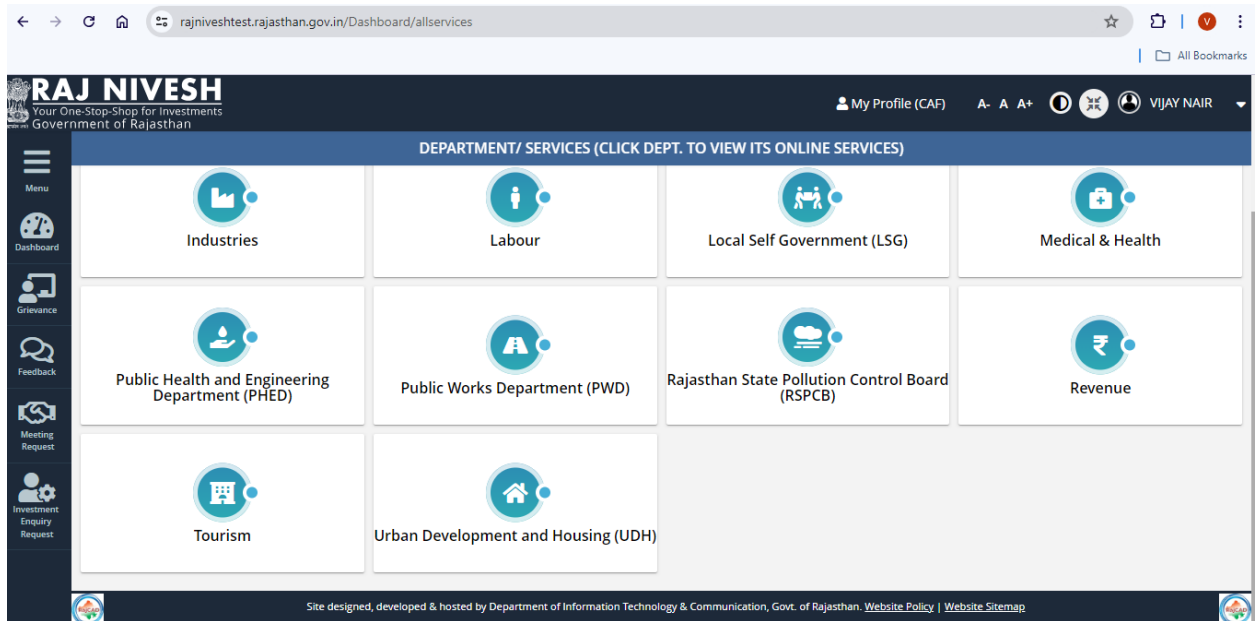 rajniveshtest.rajasthan.gov.in/Dashboard/allservices
V
All Bookmarks
RAJ NIVESH
Your One-Stop-Shop for Investments
Government of Rajasthan
My Profile (CAF)
A- A A+
VIJAY NAIR
DEPARTMENT/ SERVICES (CLICK DEPT. TO VIEW ITS ONLINE SERVICES)
Menu
Dashboard
Grievance
Feedback
Meeting
Request
Investment
Enquiry
Request
Industries
Labour
Local Self Government (LSG)
Medical & Health
Public Health and Engineering
Department (PHED)
Public Works Department (PWD)
Rajasthan State Pollution Control Board
(RSPCB)
₹
Revenue
Tourism
Urban Development and Housing (UDH)
Site designed, developed & hosted by Department of Information Technology & Communication, Govt. of Rajasthan. Website Policy | Website Sitemap